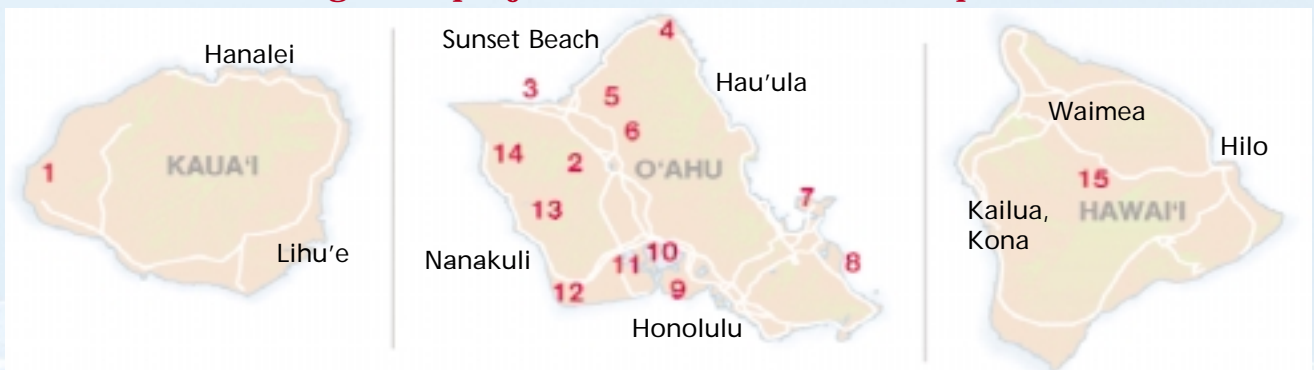 Hanalei
1
KAUA'I
Lihu'e
Sunset Beach
4
3
5
Hau'ula
6
14
2
O'AHU
7
13
Nanakuli
11
10
8
12
9
Honolulu
Waimea
Hilo
15
Kailua,
Kona
HAWAI'I